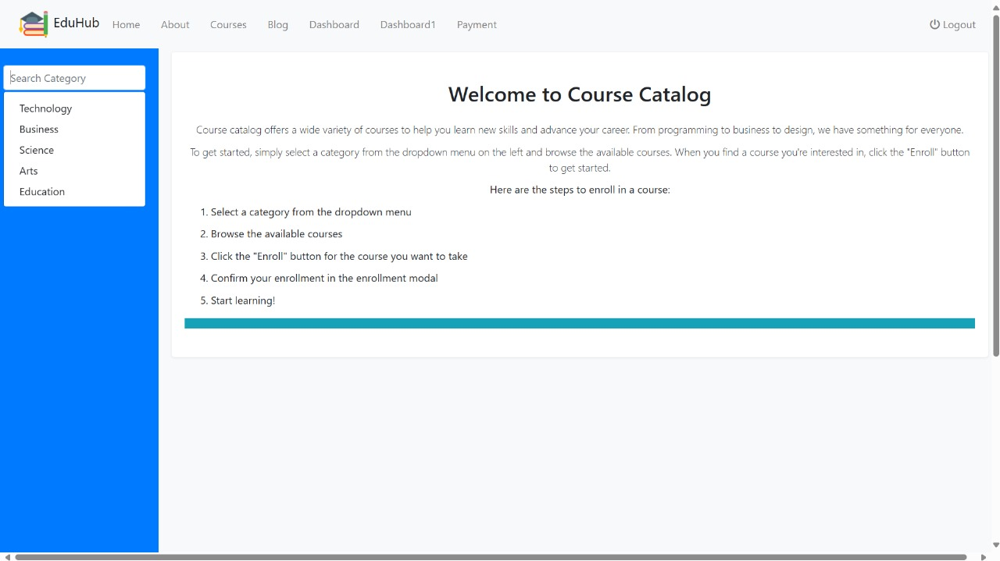 EduHub
Home
About
Courses
Blog
Dashboard
Dashboard1
Payment
Logout
Search Category
Technology
Business
Science
Arts
Education
Welcome to Course Catalog
Course catalog offers a wide variety of courses to help you learn new skills and advance your career. From programming to business to design, we have something for everyone.
To get started, simply select a category from the dropdown menu on the left and browse the available courses. When you find a course you're interested in, click the "Enroll" button
to get started.
Here are the steps to enroll in a course:
1. Select a category from the dropdown menu
2. Browse the available courses
3. Click the "Enroll" button for the course you want to take
4. Confirm your enrollment in the enrollment modal
5. Start learning!